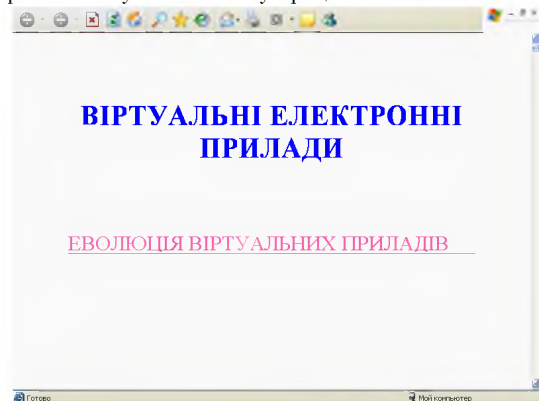 ВІРТУАЛЬНІ ЕЛЕКТРОННІ
ПРИЛАДИ
ЕВОЛЮЦІЯ ВІРТУАЛЬНИХ ПРИЛАДІВ
Готово
Мой компьютер